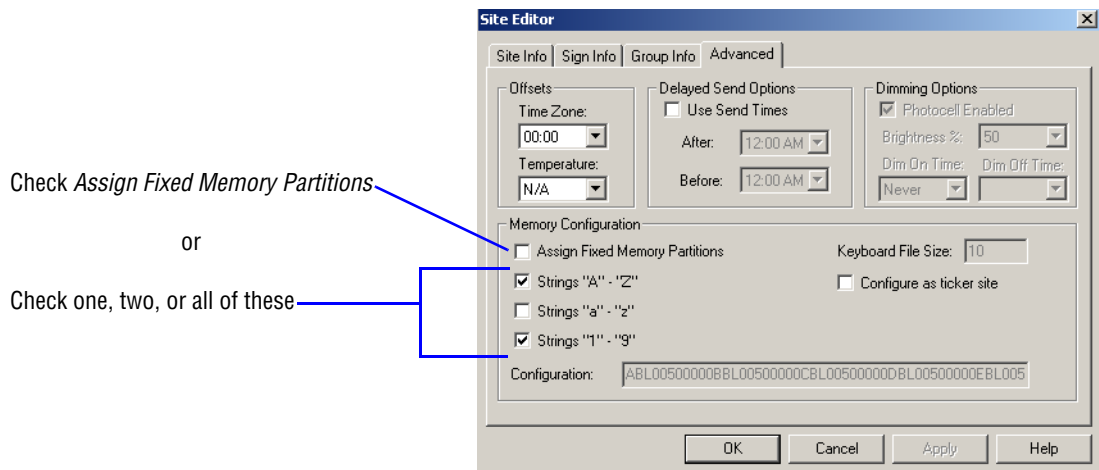 Site Editor
Site Info Sign Info Group Info Advanced
Offsets
Time Zone:
00:00
Temperature:
N/A
Delayed Send Options
Use Send Times
After: 12:00 AM
Before: 12:00 AM
Dimming Options
Photocell Enabled
Brightness %: 50
Dim On Time: Dim Off Time:
Never
Check Assign Fixed Memory Partitions
or
Check one, two, or all of these
Memory Configuration
Assign Fixed Memory Partitions
Keyboard File Size: 10
Strings "A" - "Z"
Configure as ticker site
Strings "a" - "z"
Strings "1" - "9"
Configuration: ABL00500000BBL00500000CBL00500000DBL00500000EBL005
OK Cancel Apply Help